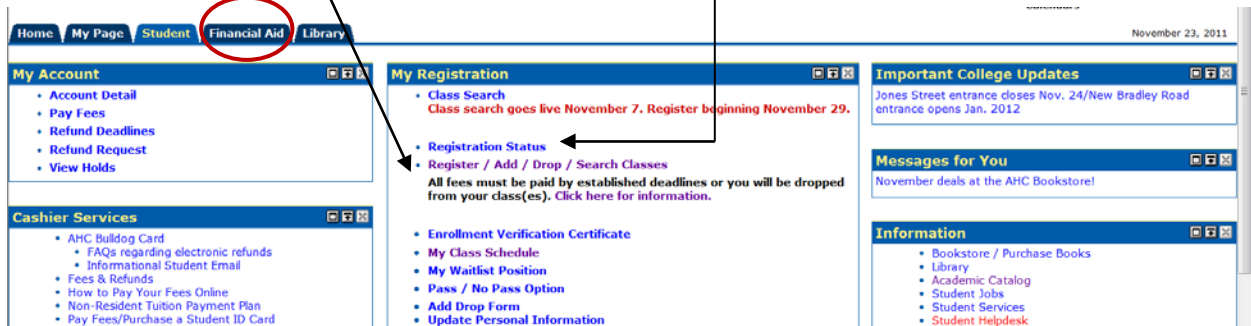 Calendars
Home My Page Student Financial Aid Library
November 23, 2011
My Account
• Account Detail
• Pay Fees
• Refund Deadlines
• Refund Request
• View Holds
Cashier Services
• AHC Bulldog Card
• FAQs regarding electronic refunds
• Informational Student Email
• Fees & Refunds
• How to Pay Your Fees Online
• Non-Resident Tuition Payment Plan
• Pay Fees/Purchase a Student ID Card
My Registration
• Class Search
Class search goes live November 7. Register beginning November 29.
• Registration Status
• Register / Add / Drop / Search Classes
All fees must be paid by established deadlines or you will be dropped
from your class(es). Click here for information.
• Enrollment Verification Certificate
• My Class Schedule
• My Waitlist Position
• Pass / No Pass Option
• Add Drop Form
• Update Personal Information
Important College Updates
Jones Street entrance closes Nov. 24/New Bradley Road
entrance opens Jan. 2012
Messages for You
November deals at the AHC Bookstore!
Information
• Bookstore / Purchase Books
• Library
• Academic Catalog
• Student Jobs
• Student Services
• Student Helpdesk